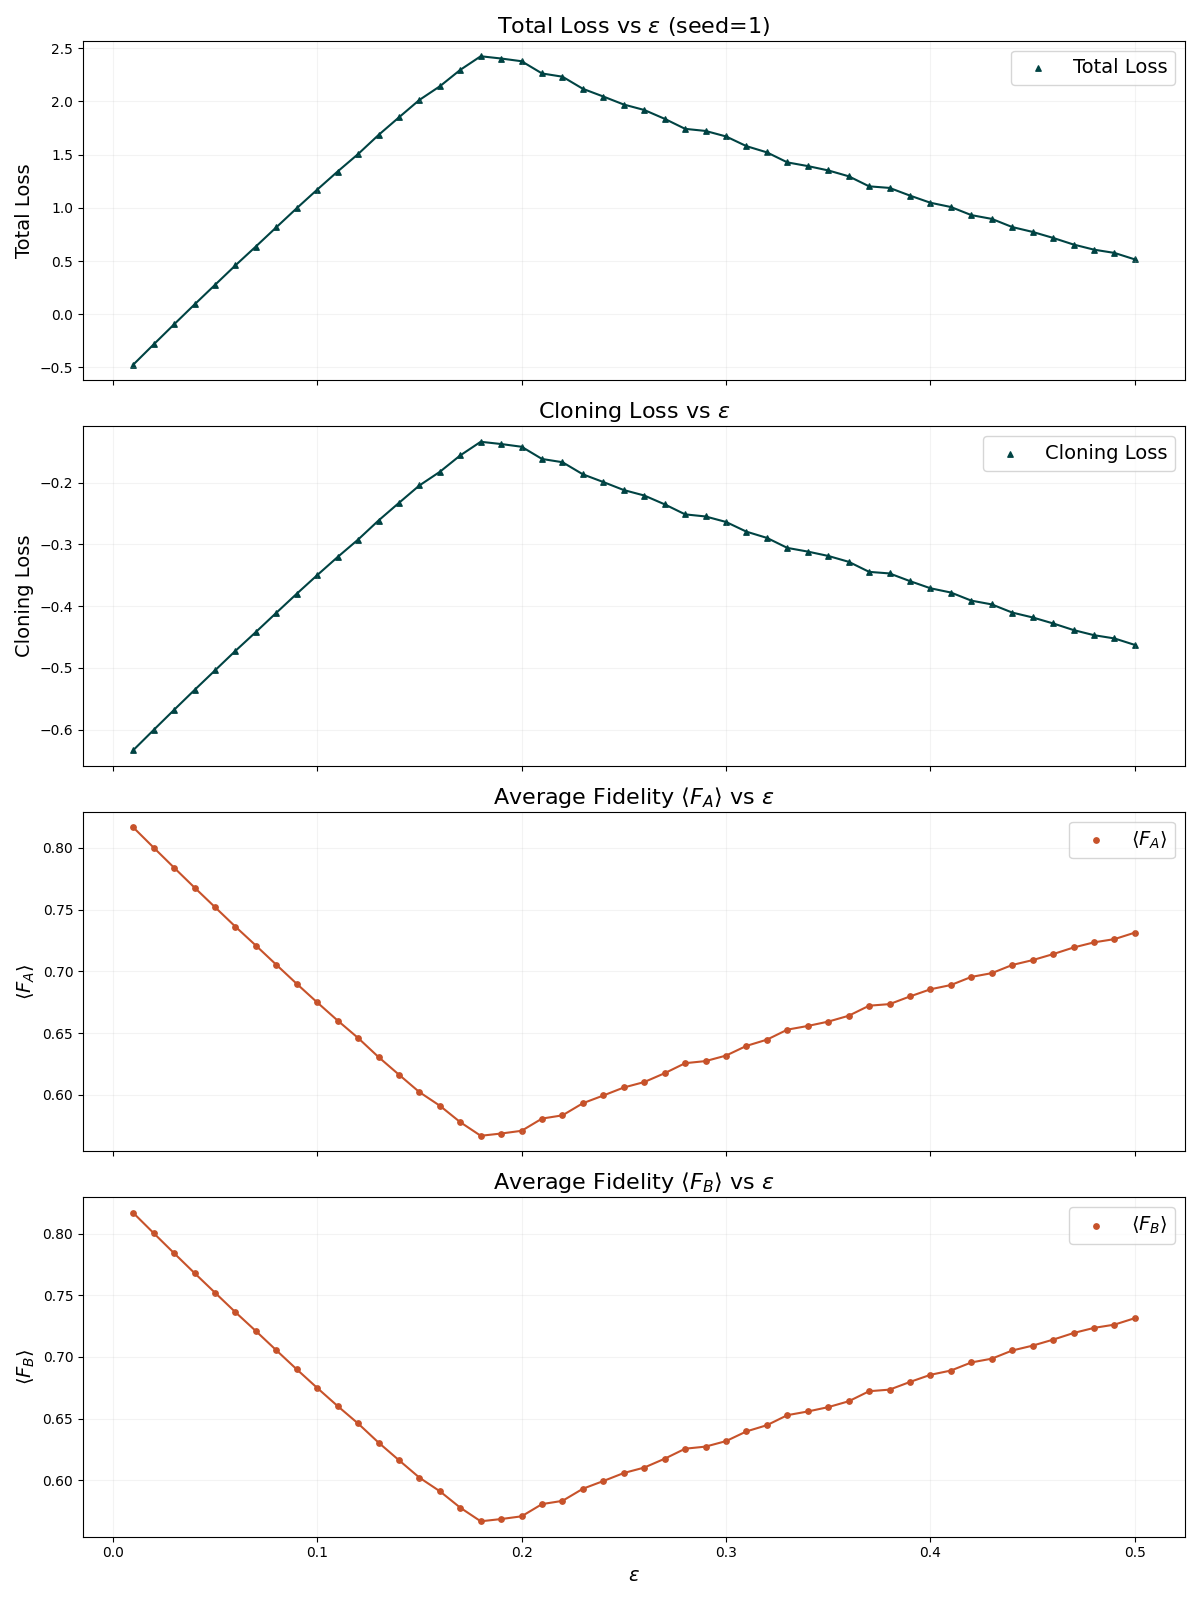 Total Loss vs ε (seed=1)
Total Loss
2.5
2.0
1.5
1.0
0.5
0.0
−0.5
Total Loss
Cloning Loss vs ε
Cloning Loss
−0.2
−0.3
−0.4
−0.5
−0.6
Cloning Loss
Average Fidelity ⟨F_A⟩ vs ε
⟨F_A⟩
0.80
0.75
0.70
0.65
0.60
⟨F_A⟩
Average Fidelity ⟨F_B⟩ vs ε
⟨F_B⟩
0.80
0.75
0.70
0.65
0.60
⟨F_B⟩
0.0 0.1 0.2 0.3 0.4 0.5
ε